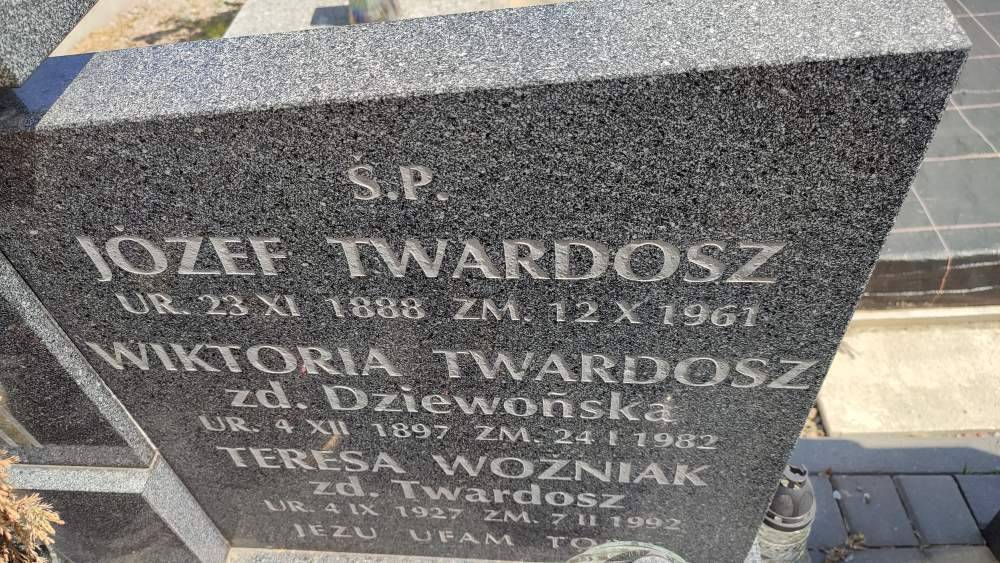 Ś.P.
JÓZEF TWARDOSZ
UR. 23 XI 1888 ZM. 12 X 1961
WIKTORIA TWARDOSZ
zd. Dziewońska
UR. 4 XII 1897 ZM. 24 I 1982
TERESA WOŹNIAK
zd. Twardosz
UR. 4 IX 1927 ZM. 7 II 1992
JEZU UFAM